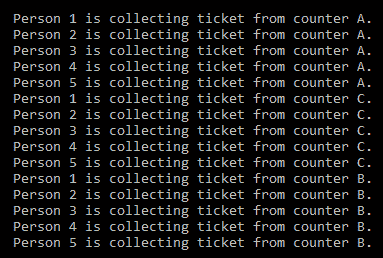 Person 1 is collecting ticket from counter A.
Person 2 is collecting ticket from counter A.
Person 3 is collecting ticket from counter A.
Person 4 is collecting ticket from counter A.
Person 5 is collecting ticket from counter A.
Person 1 is collecting ticket from counter C.
Person 2 is collecting ticket from counter C.
Person 3 is collecting ticket from counter C.
Person 4 is collecting ticket from counter C.
Person 5 is collecting ticket from counter C.
Person 1 is collecting ticket from counter B.
Person 2 is collecting ticket from counter B.
Person 3 is collecting ticket from counter B.
Person 4 is collecting ticket from counter B.
Person 5 is collecting ticket from counter B.